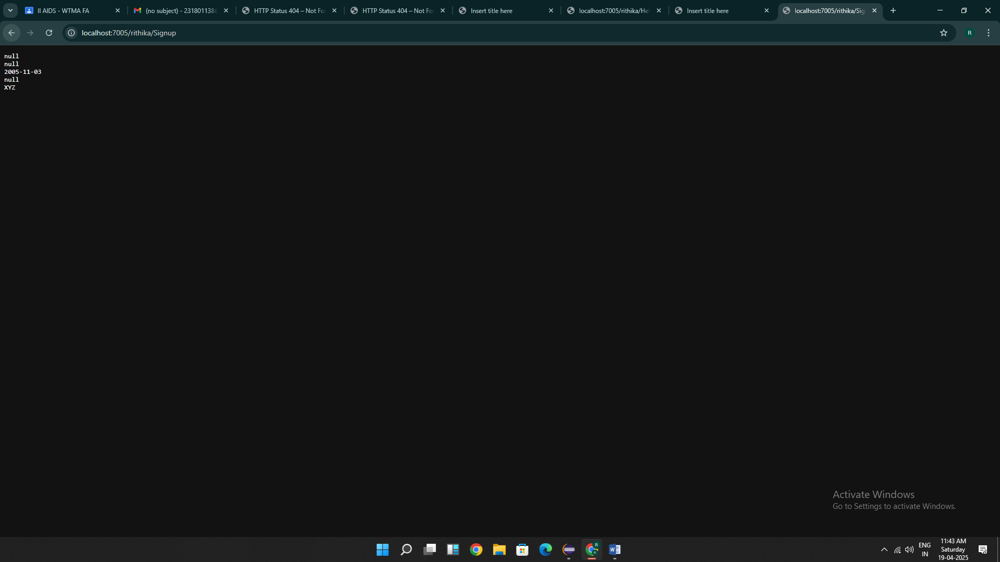 II AIDS - WTMA FA
(no subject) - 231801138@
HTTP Status 404 – Not Fo
HTTP Status 404 – Not Fo
Insert title here
localhost:7005/rithika/Hel
Insert title here
localhost:7005/rithika/Sig
localhost:7005/rithika/Signup
R
null
null
2005-11-03
null
XYZ
Activate Windows
Go to Settings to activate Windows.
ENG
IN
11:43 AM
Saturday
19-04-2025